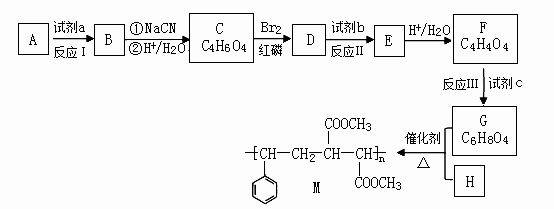 A 试剂a 反应Ⅰ B ①NaCN ②H⁺/H₂O C C₄H₆O₄ Br₂ 红磷 D 试剂b 反应Ⅱ E H⁺/H₂O F C₄H₄O₄
反应Ⅲ 试剂c
G C₆H₈O₄
催化剂 △
H
COOCH₃
-[CH-CH₂-CH-CH]n
COOCH₃
M